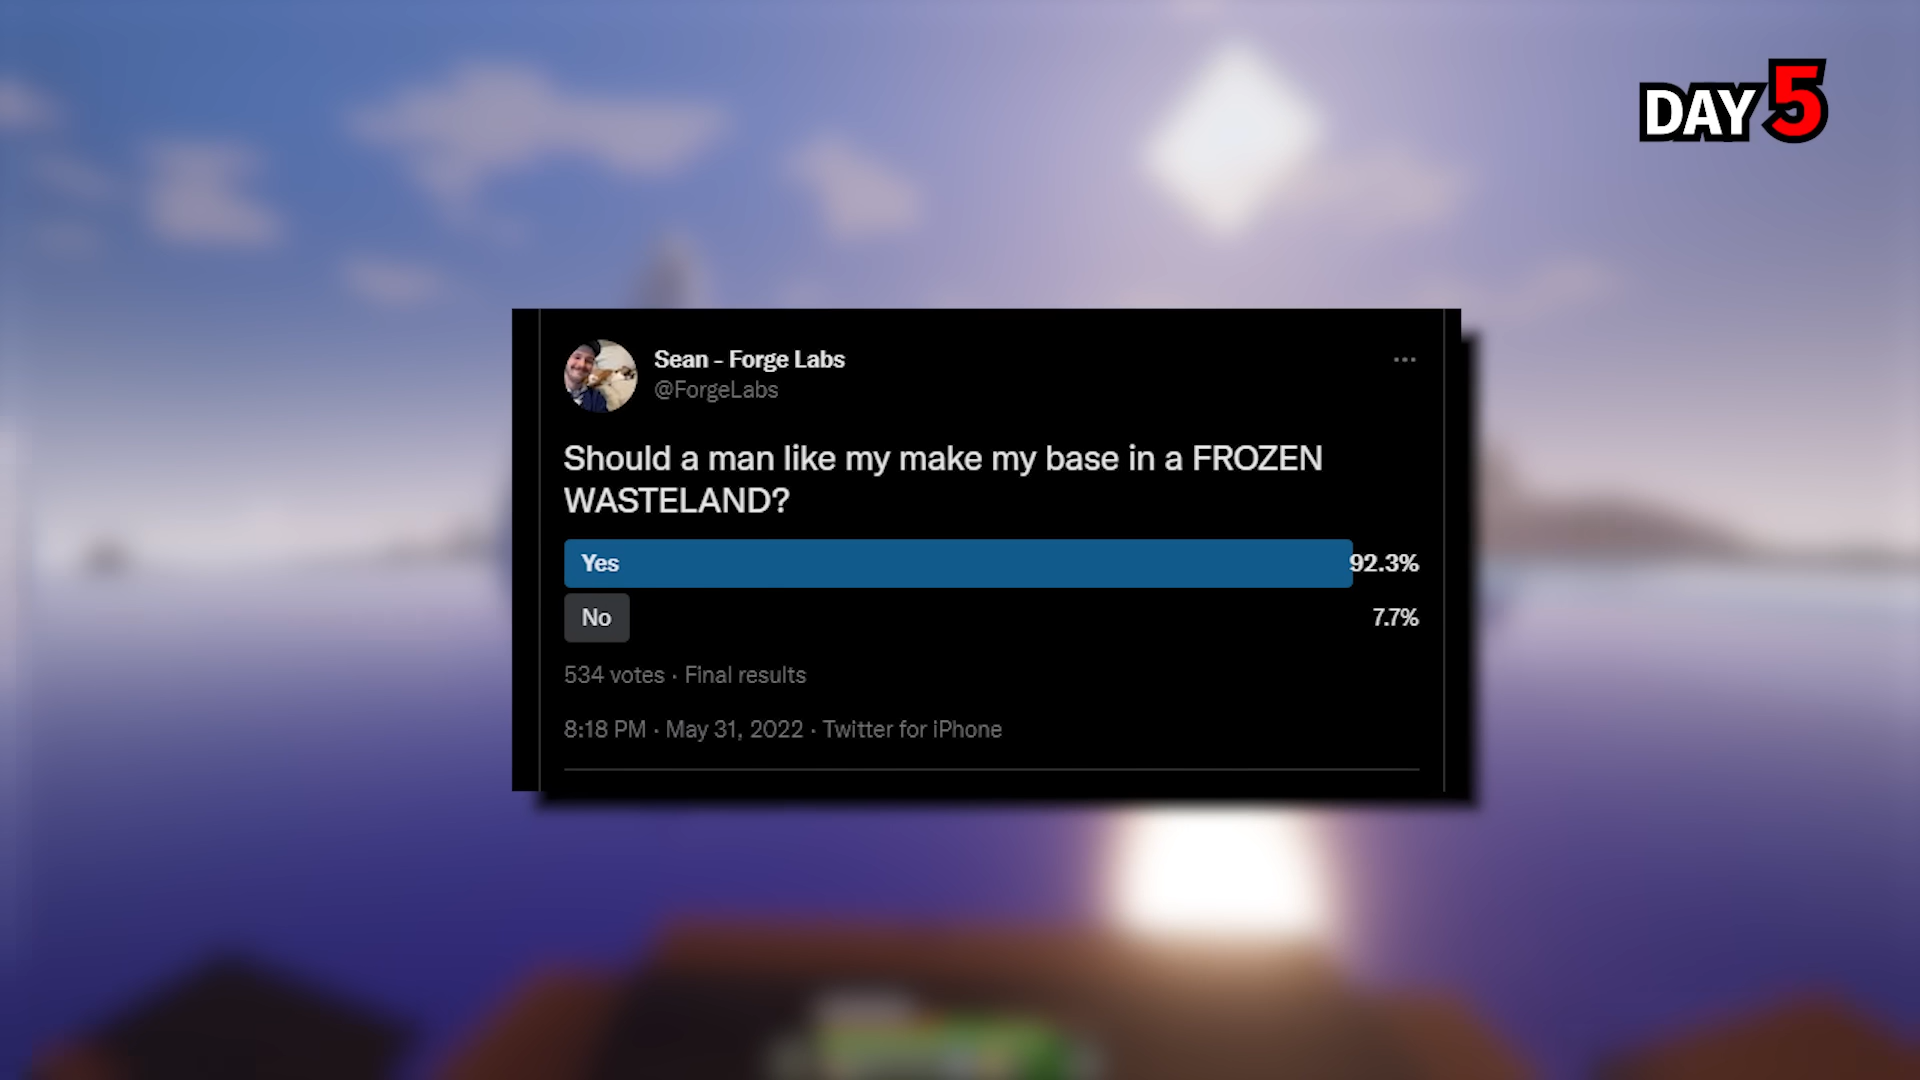 DAY 5
Sean - Forge Labs
@ForgeLabs
Should a man like my make my base in a FROZEN
WASTELAND?
Yes 92.3%
No 7.7%
534 votes · Final results
8:18 PM · May 31, 2022 · Twitter for iPhone